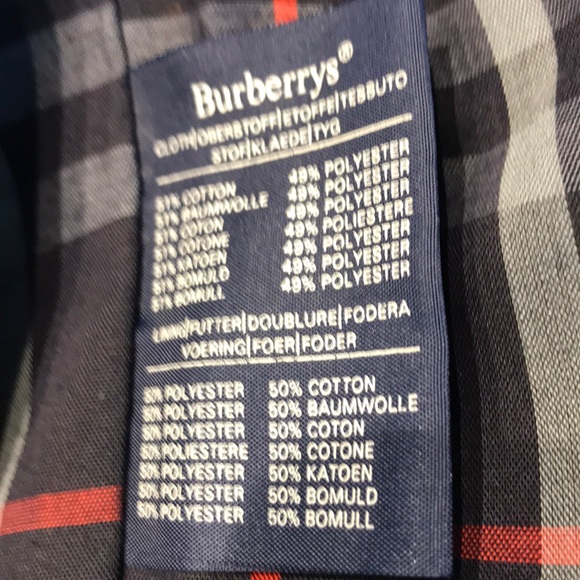 Burberrys®
CLOTH|OBERSTOFF|ETOFFE|TESSUTO
STOF|KLAEDE|TYG
51% COTTON 49% POLYESTER
51% BAUMWOLLE 49% POLYESTER
51% COTON 49% POLYESTER
51% COTONE 49% POLIESTERE
51% KATOEN 49% POLYESTER
51% BOMULD 49% POLYESTER
51% BOMULL 49% POLYESTER
LINING|FUTTER|DOUBLURE|FODERA
VOERING|FOER|FODER
50% POLYESTER 50% COTTON
50% POLYESTER 50% BAUMWOLLE
50% POLYESTER 50% COTON
50% POLIESTERE 50% COTONE
50% POLYESTER 50% KATOEN
50% POLYESTER 50% BOMULD
50% POLYESTER 50% BOMULL